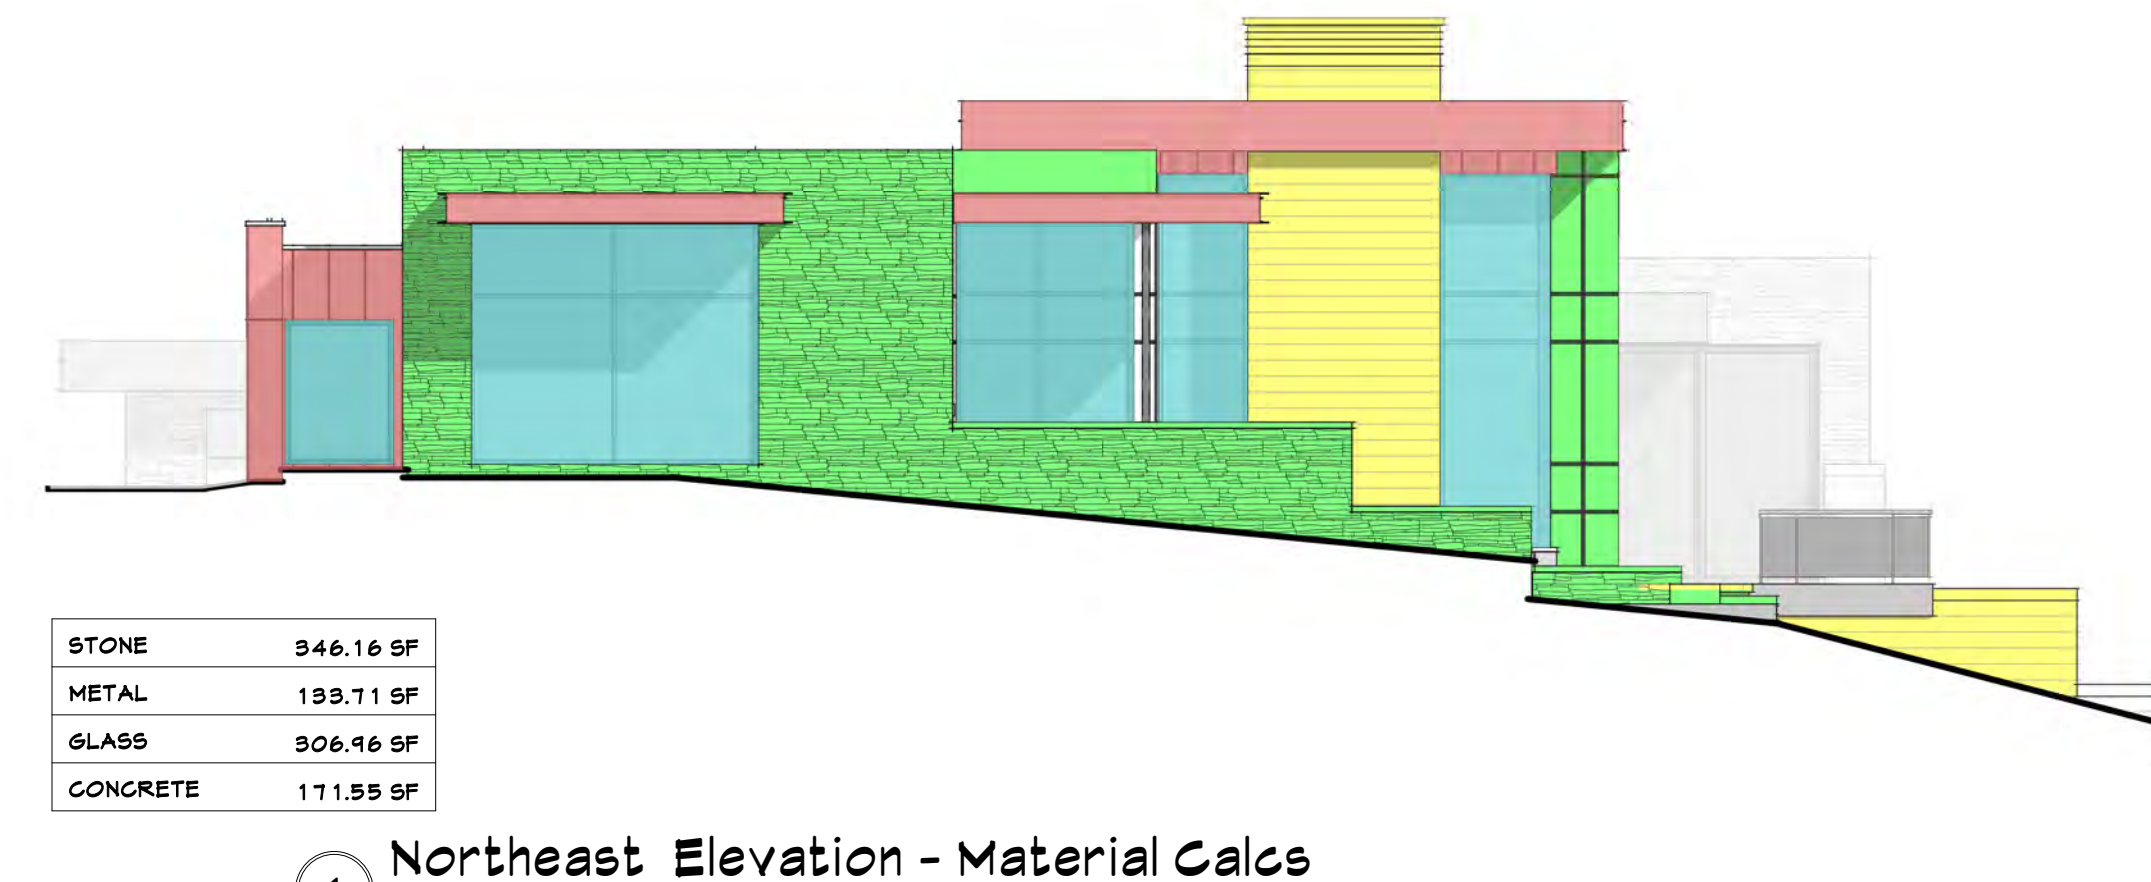 STONE 346.16 SF
METAL 133.71 SF
GLASS 306.96 SF
CONCRETE 171.55 SF
Northeast Elevation - Material Calcs